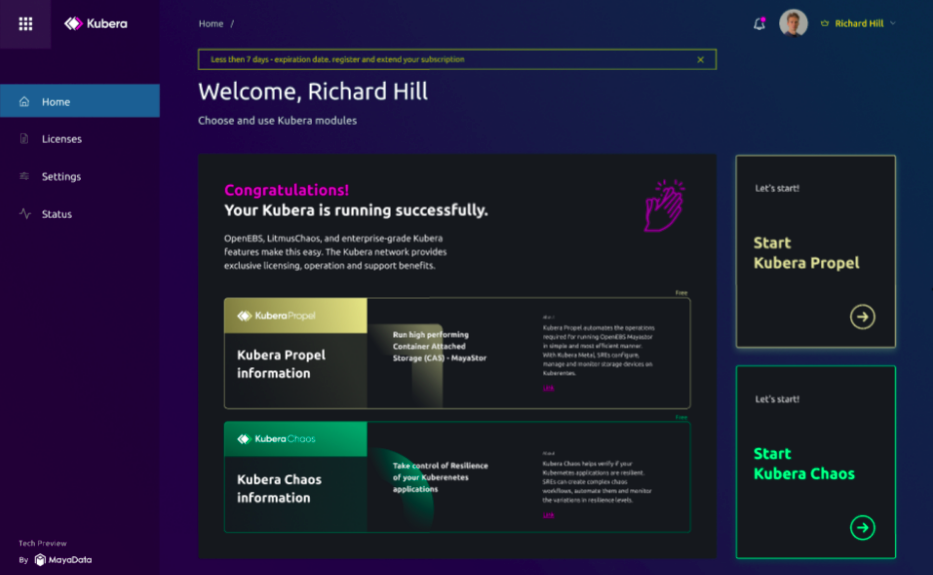 Kubera
Home /
Richard Hill
Less then 7 days - expiration date. register and extend your subscription
Home
Licenses
Settings
Status
Tech Preview
By MayaData
Welcome, Richard Hill
Choose and use Kubera modules
Congratulations!
Your Kubera is running successfully.
OpenEBS, LitmusChaos, and enterprise-grade Kubera
features make this easy. The Kubera network provides
exclusive licensing, operation and support benefits.
Free
Kubera Propel
Kubera Propel
information
Run high performing
Container Attached
Storage (CAS) - MayaStor
Kubera Propel automates the operations
required for running OpenEBS Mayastor
in simple and most efficient manner.
With Kubera Metal, SREs configure,
manage and monitor storage devices on
Kuberentes.
Free
Kubera Chaos
Kubera Chaos
information
Take control of Resilience
of your Kuberenetes
applications
Kubera Chaos helps verify if your
Kubernetes applications are resilient.
SREs can create complex chaos
workflows, automate them and monitor
the variations in resilience levels.
Let's start!
Start
Kubera Propel
Let's start!
Start
Kubera Chaos